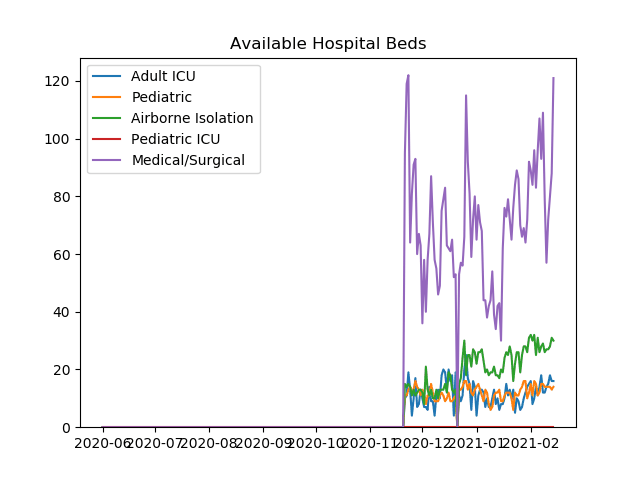 Available Hospital Beds
Adult ICU
Pediatric
Airborne Isolation
Pediatric ICU
Medical/Surgical
120
100
80
60
40
20
0
2020-06 2020-07 2020-08 2020-09 2020-10 2020-11 2020-12 2021-01 2021-02